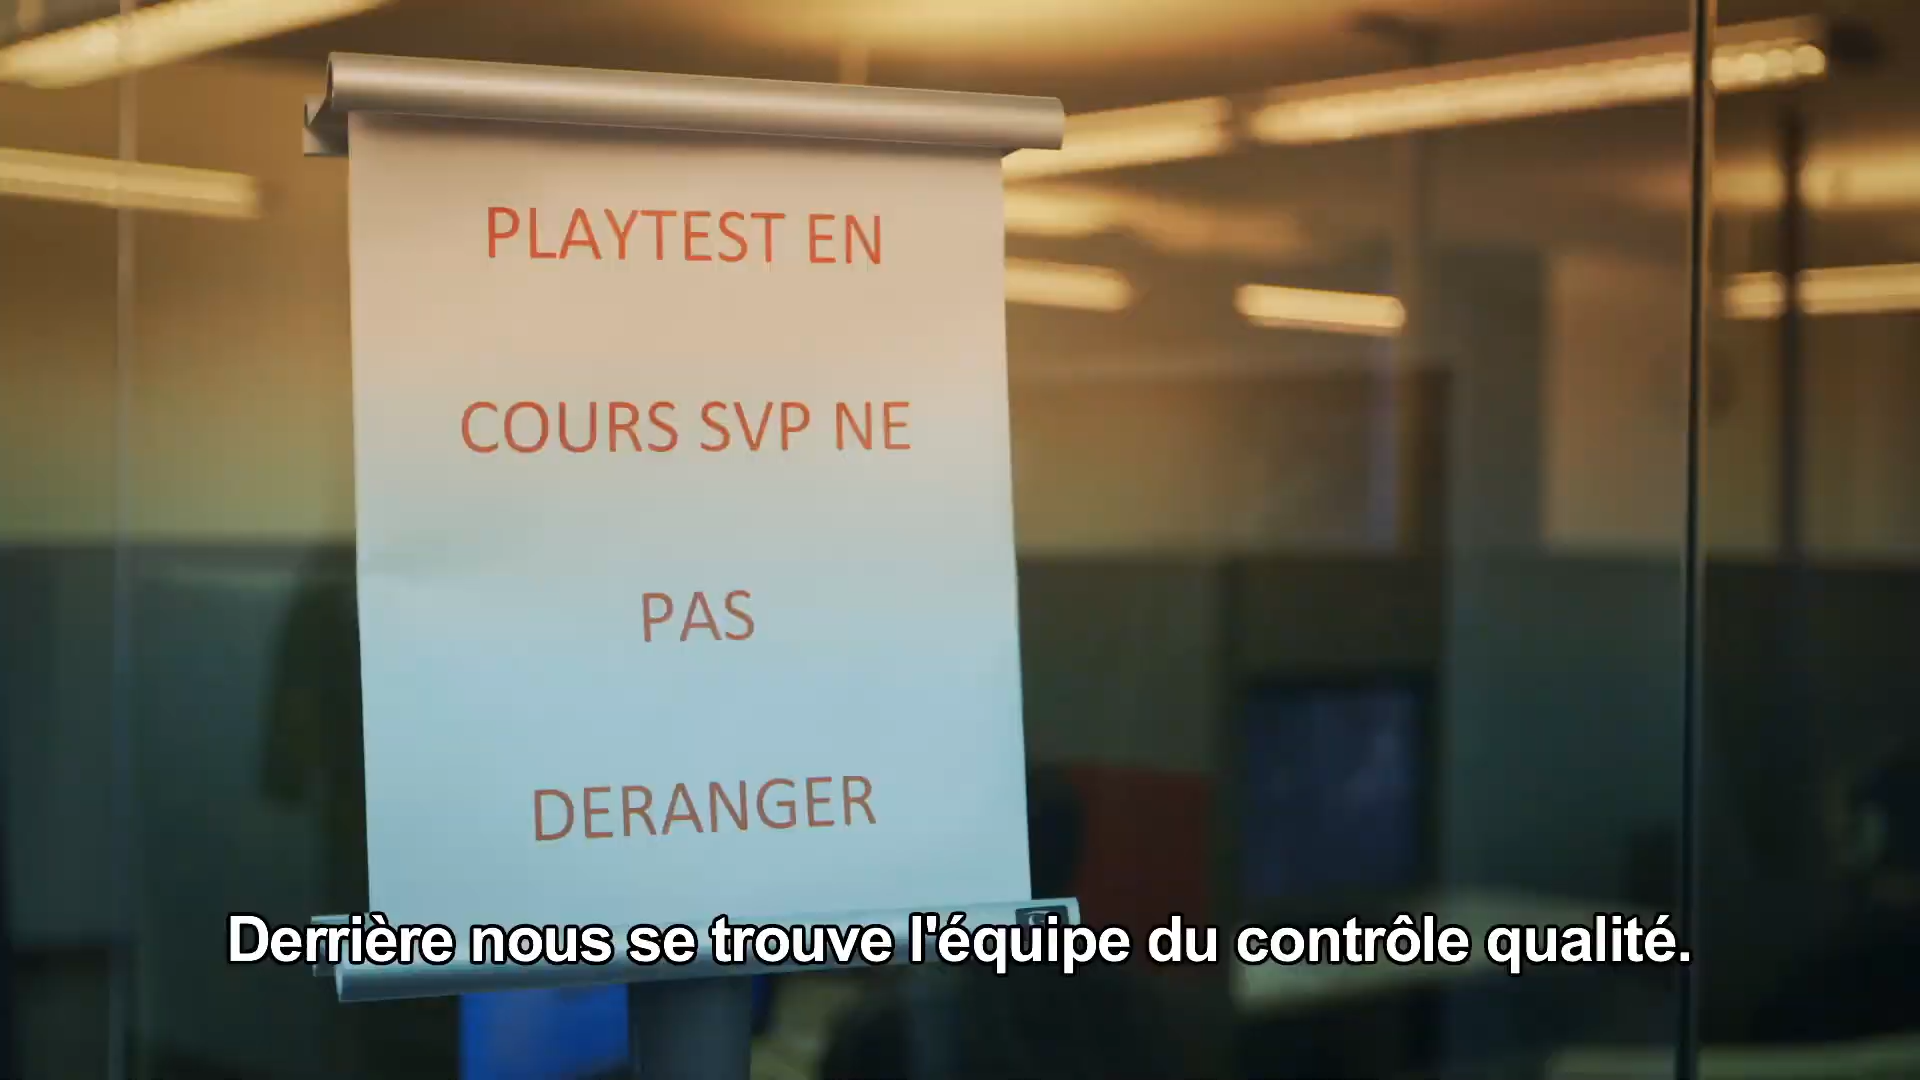 PLAYTEST EN
COURS SVP NE
PAS
DERANGER
Derrière nous se trouve l'équipe du contrôle qualité.